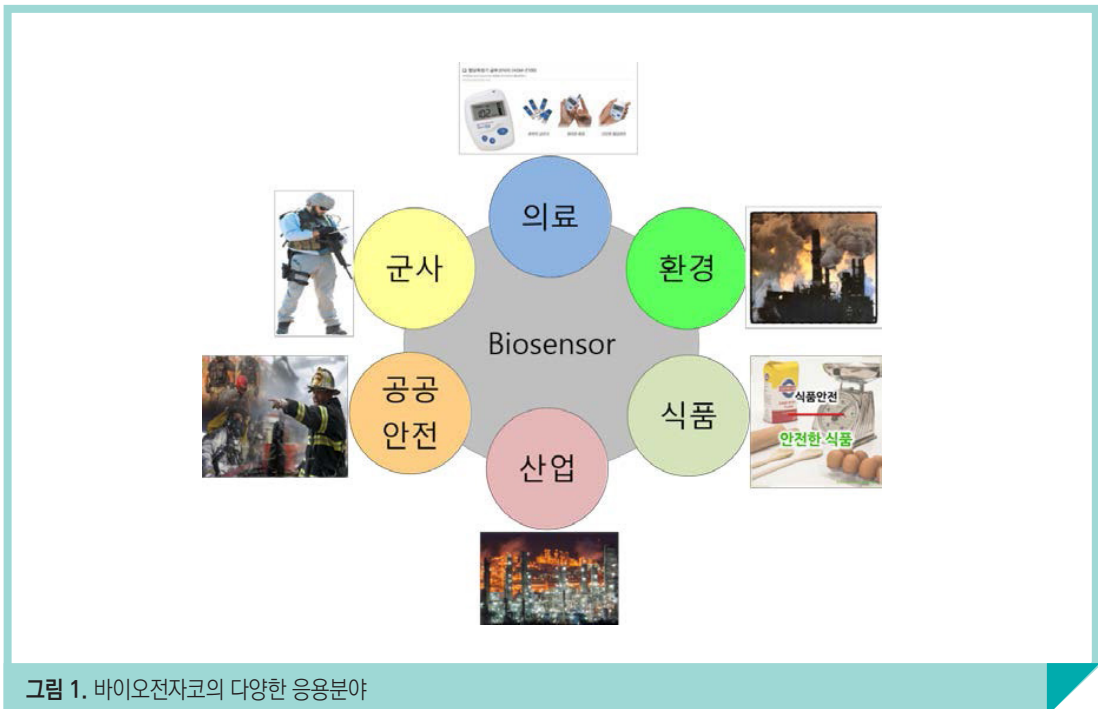 의료
군사
환경
Biosensor
공공
안전
식품
산업
식품안전
안전한 식품
그림 1. 바이오전자코의 다양한 응용분야